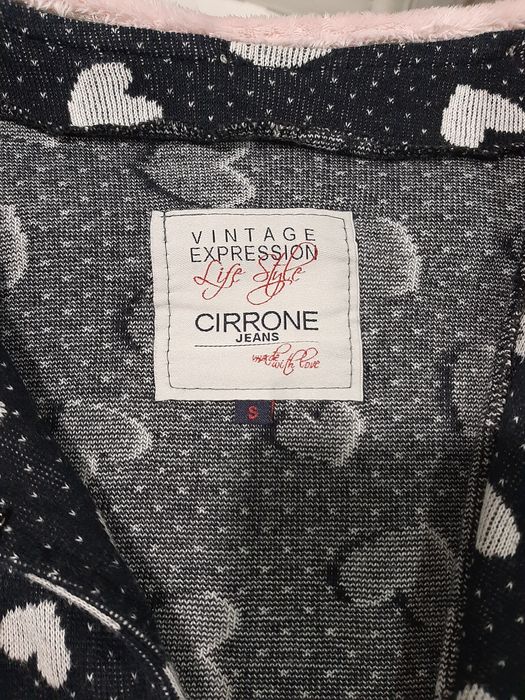 VINTAGE
EXPRESSION
Life Style
CIRRONE
JEANS
made
with love
S